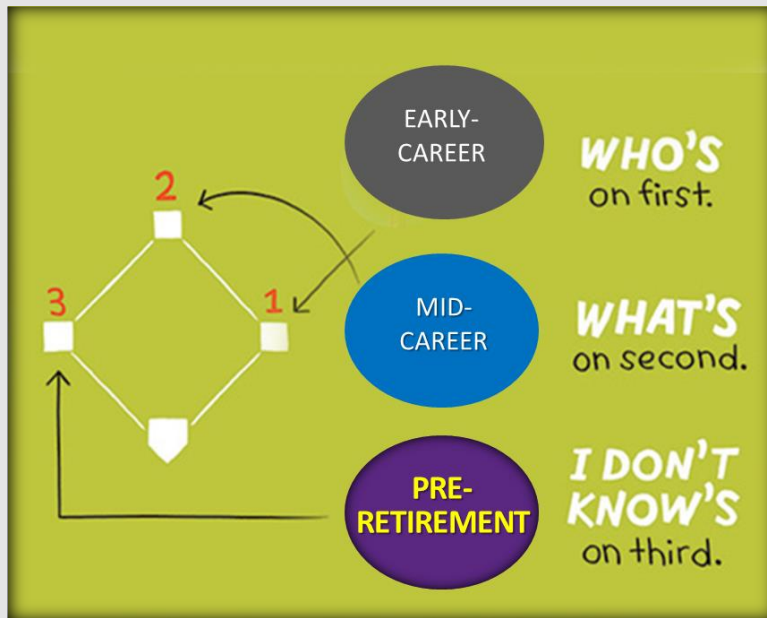 EARLY-
CAREER
WHO'S
on first.
2
3
1
MID-
CAREER
WHAT'S
on second.
PRE-
RETIREMENT
I DON'T
KNOW'S
on third.